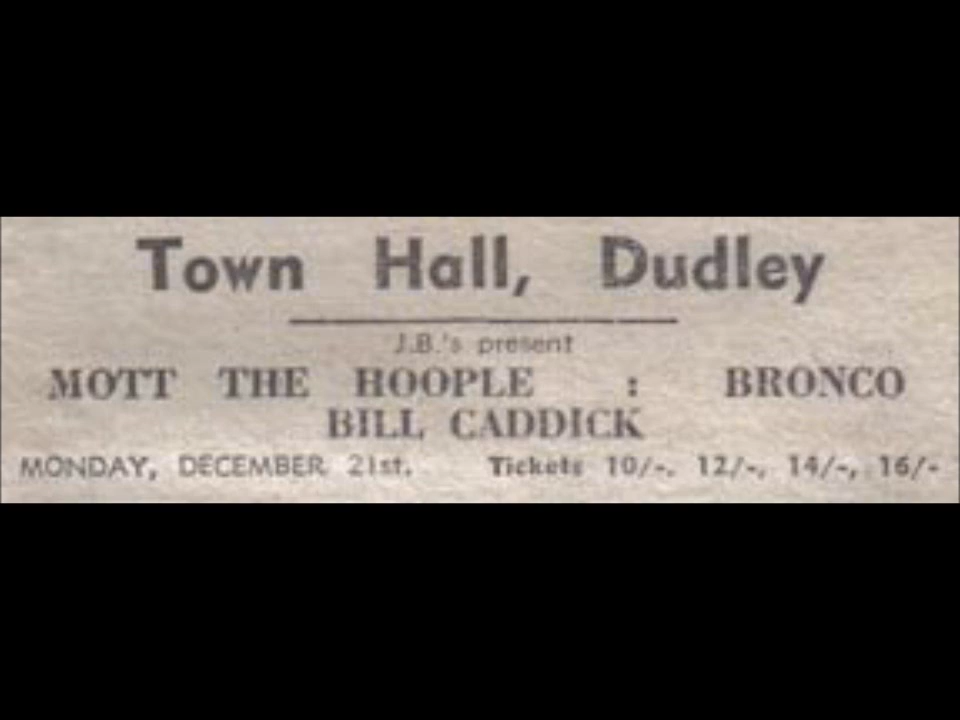 Town Hall, Dudley
J.B.'s present
MOTT THE HOOPLE : BRONCO
BILL CADDICK
MONDAY, DECEMBER 21st. Tickets 10/-, 12/-, 14/-, 16/-